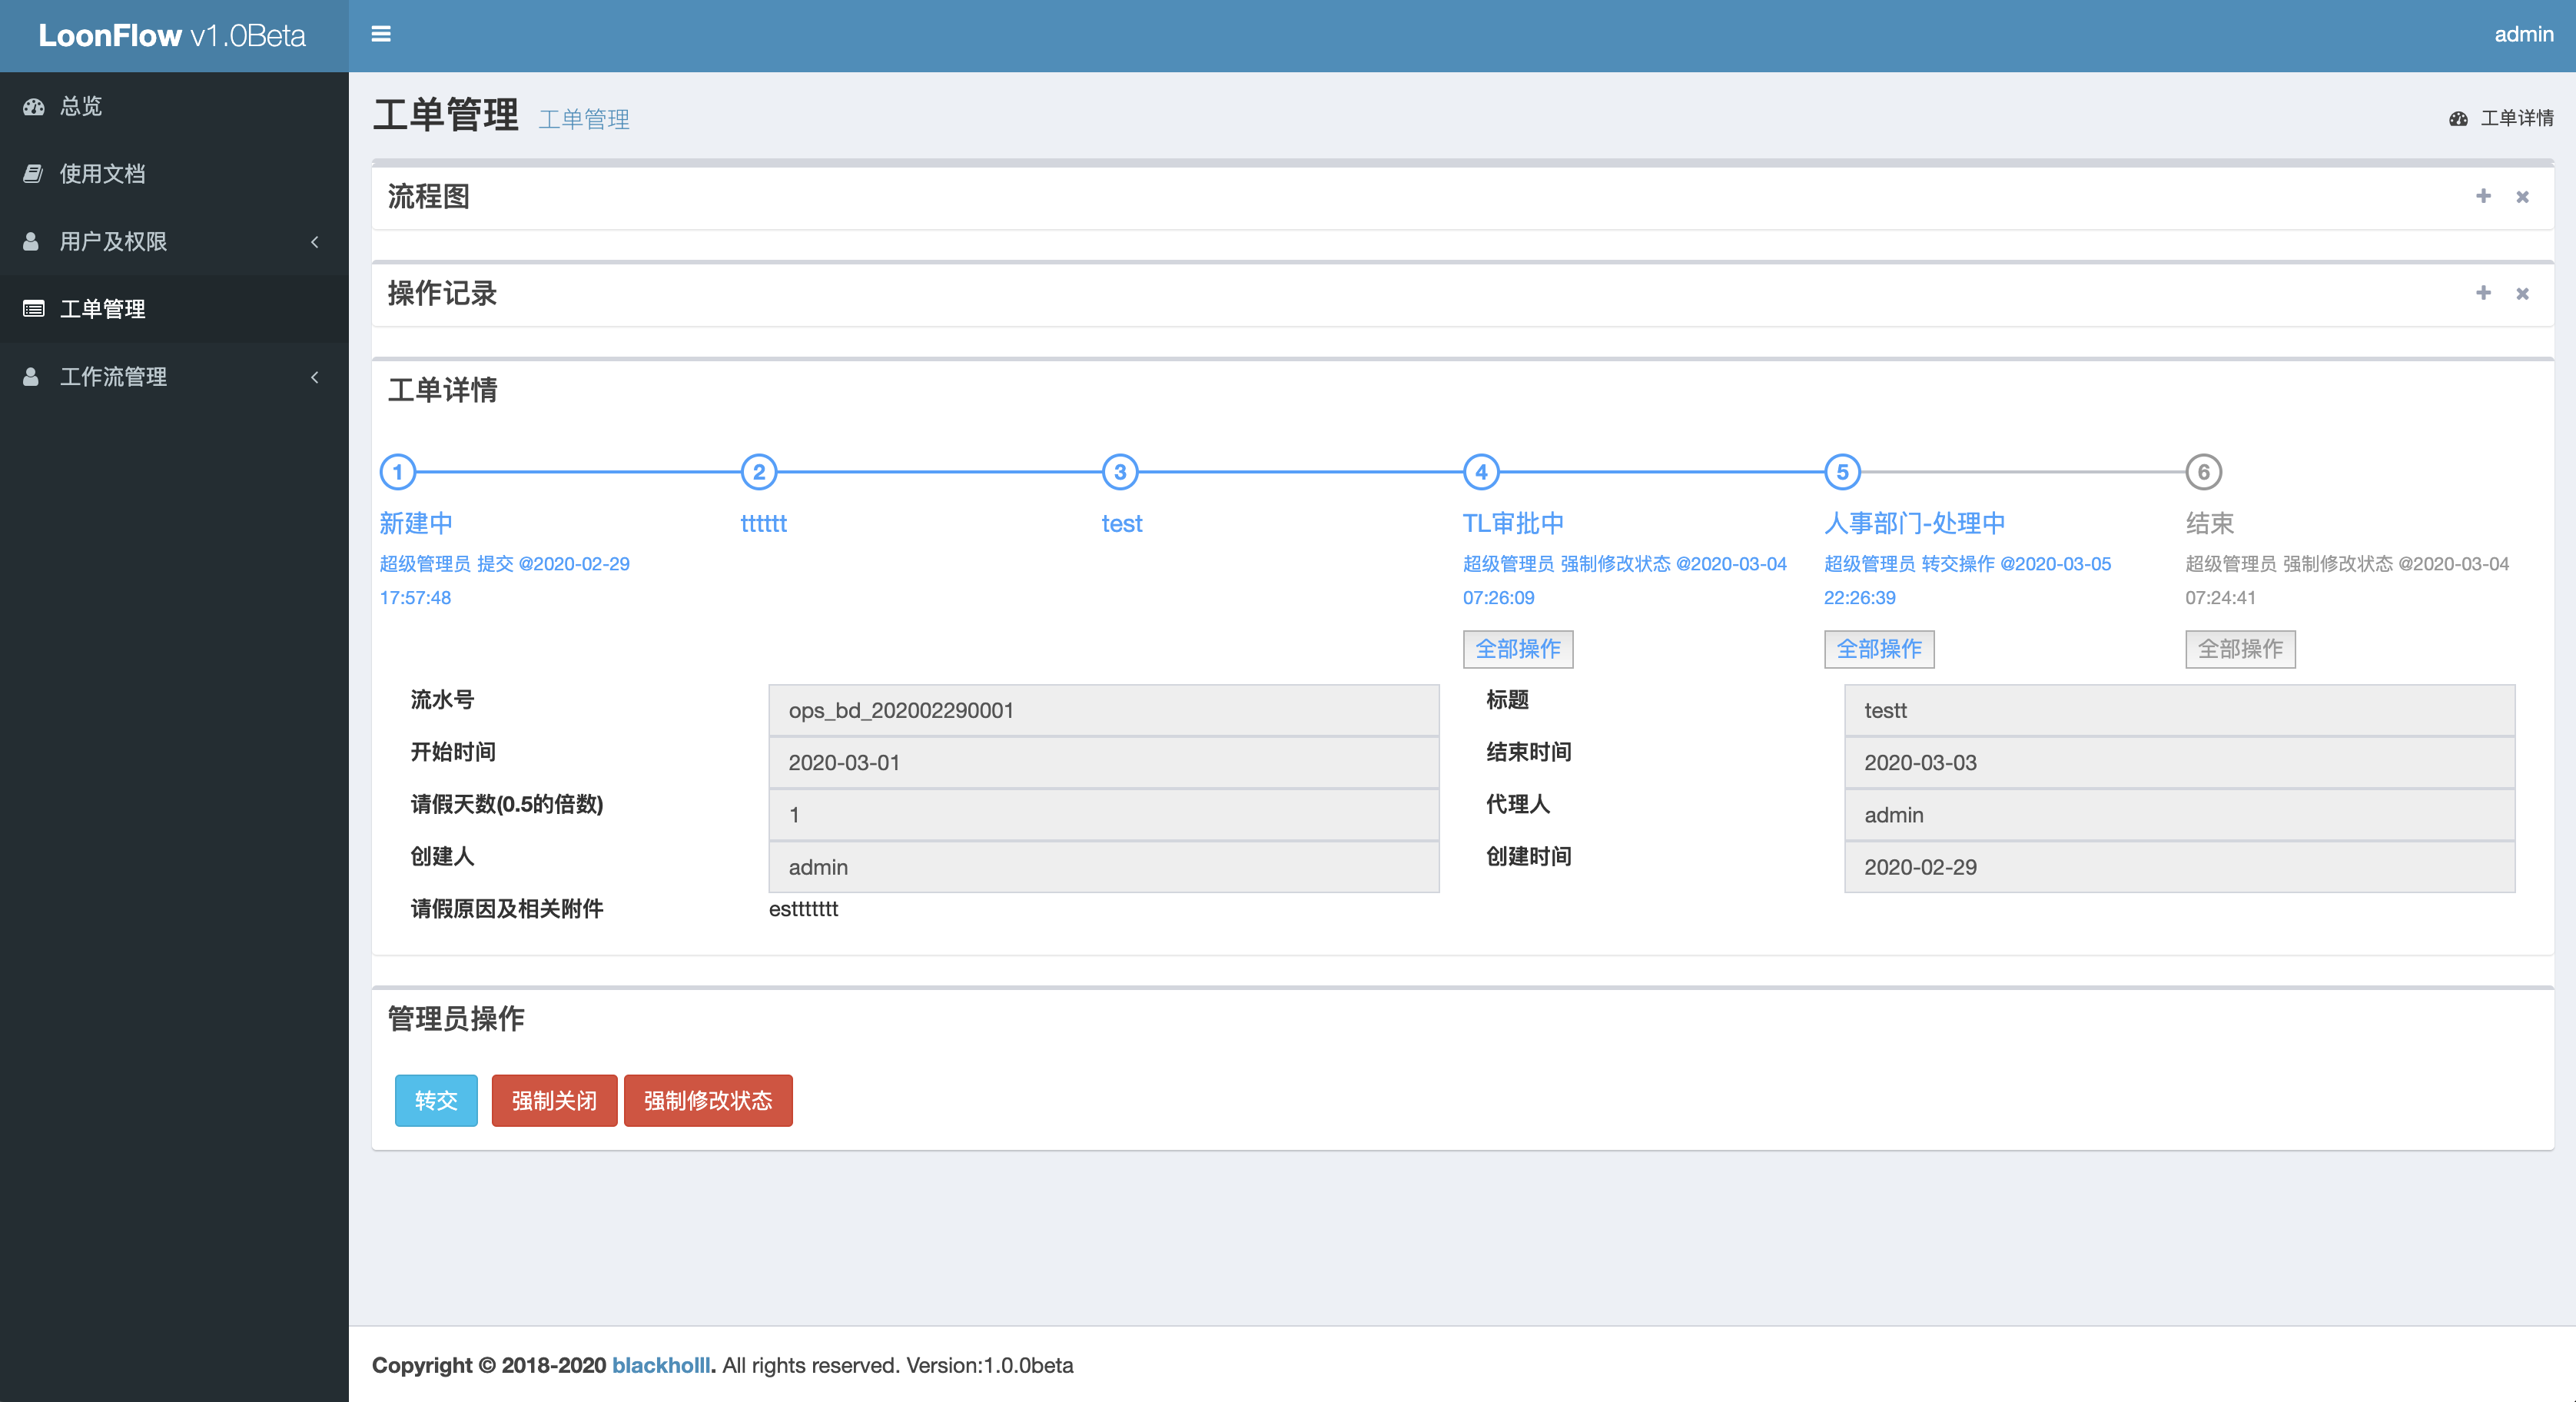 LoonFlow v1.0Beta
admin
总览
使用文档
用户及权限
工单管理
工作流管理
工单管理 工单管理
工单详情
流程图
操作记录
工单详情
1 2 3 4 5 6
新建中 tttttt test TL审批中 人事部门-处理中 结束
超级管理员 提交 @2020-02-29 17:57:48
超级管理员 强制修改状态 @2020-03-04 07:26:09
超级管理员 转交操作 @2020-03-05 22:26:39
超级管理员 强制修改状态 @2020-03-04 07:24:41
全部操作 全部操作 全部操作
流水号 ops_bd_202002290001 标题 testt
开始时间 2020-03-01 结束时间 2020-03-03
请假天数(0.5的倍数) 1 代理人 admin
创建人 admin 创建时间 2020-02-29
请假原因及相关附件 esttttttt
管理员操作
转交 强制关闭 强制修改状态
Copyright © 2018-2020 blackholll. All rights reserved. Version:1.0.0beta